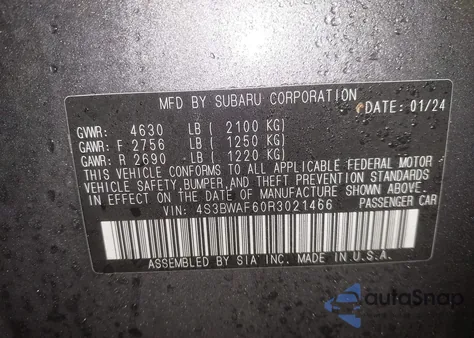 MFD BY SUBARU CORPORATION DATE: 01/24
GVWR: 4630 LB ( 2100 KG)
GAWR: F 2756 LB ( 1250 KG)
GAWR: R 2690 LB ( 1220 KG)
THIS VEHICLE CONFORMS TO ALL APPLICABLE FEDERAL MOTOR
VEHICLE SAFETY, BUMPER, AND THEFT PREVENTION STANDARDS
IN EFFECT ON THE DATE OF MANUFACTURE SHOWN ABOVE.
VIN: 4S3BWAF60R3021466 PASSENGER CAR
ASSEMBLED BY SIA INC. MADE IN U.S.A.
autoSnap